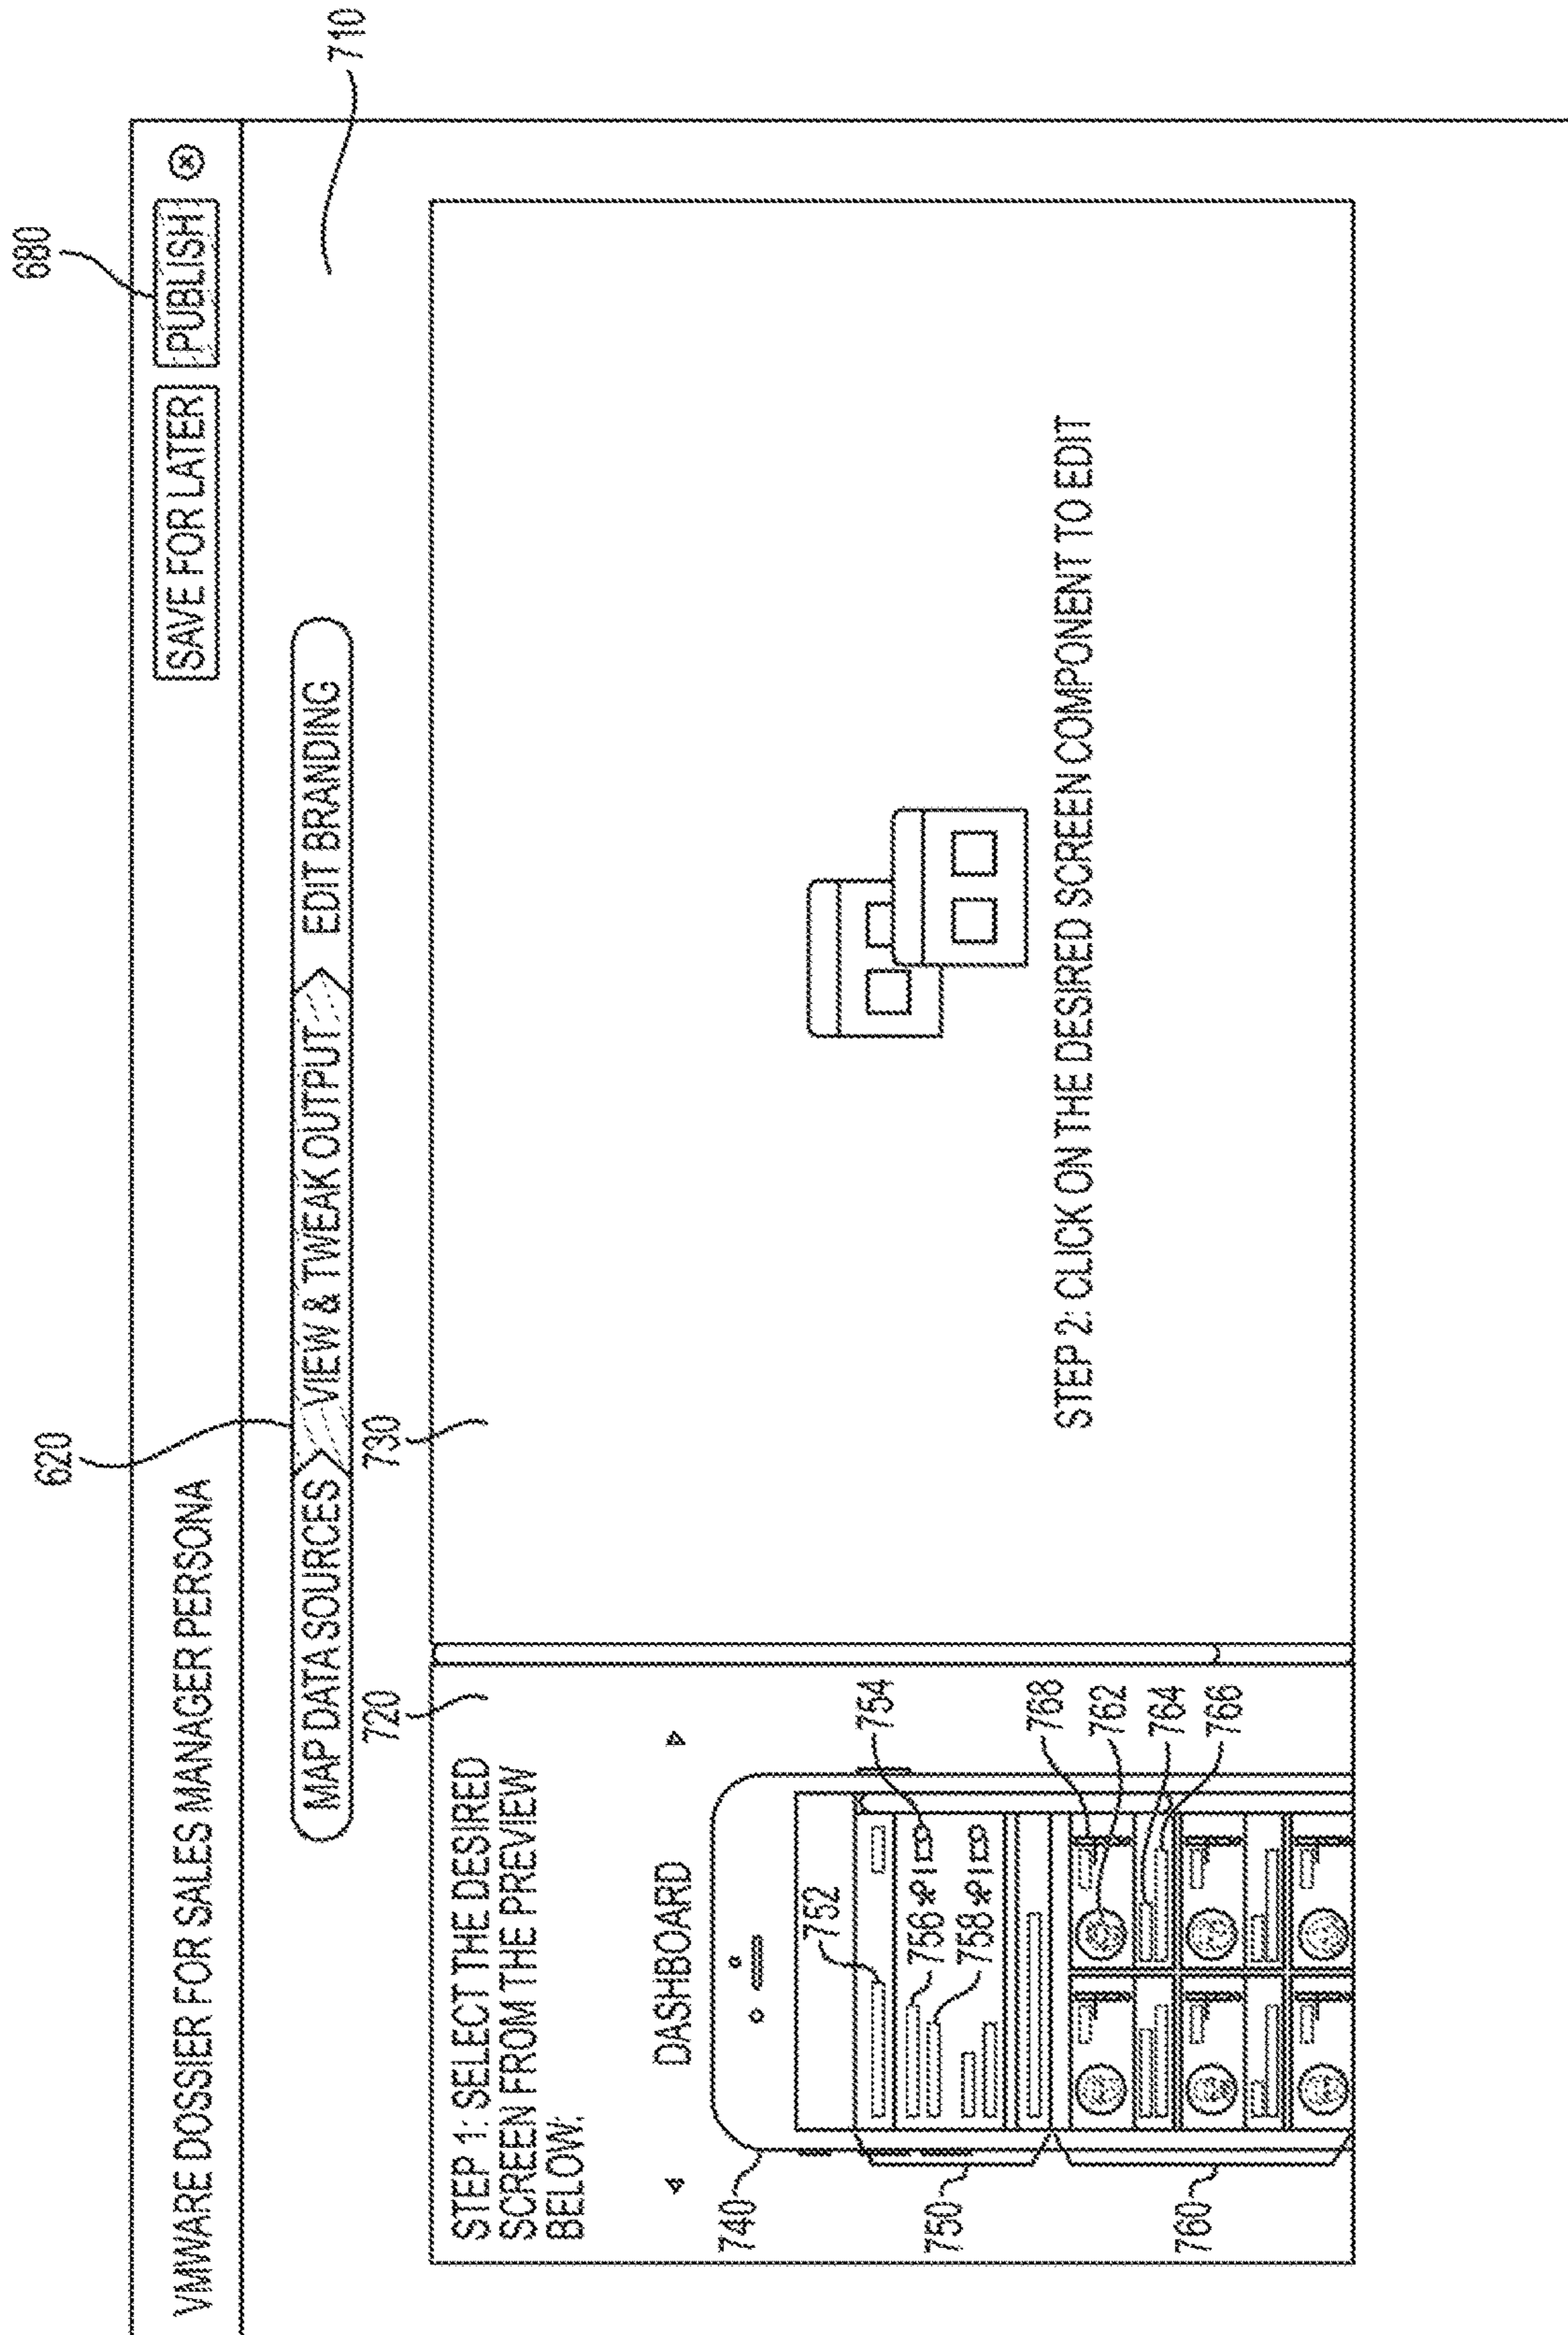 680
620
VMWARE DOSSIER FOR SALES MANAGER PERSONA
SAVE FOR LATER
PUBLISH
710
MAP DATA SOURCES
VIEW & TWEAK OUTPUT
EDIT BRANDING
720
730
STEP 1: SELECT THE DESIRED
SCREEN FROM THE PREVIEW
BELOW.
DASHBOARD
740
752
754
756
758
750
768
762
764
766
760
STEP 2: CLICK ON THE DESIRED SCREEN COMPONENT TO EDIT